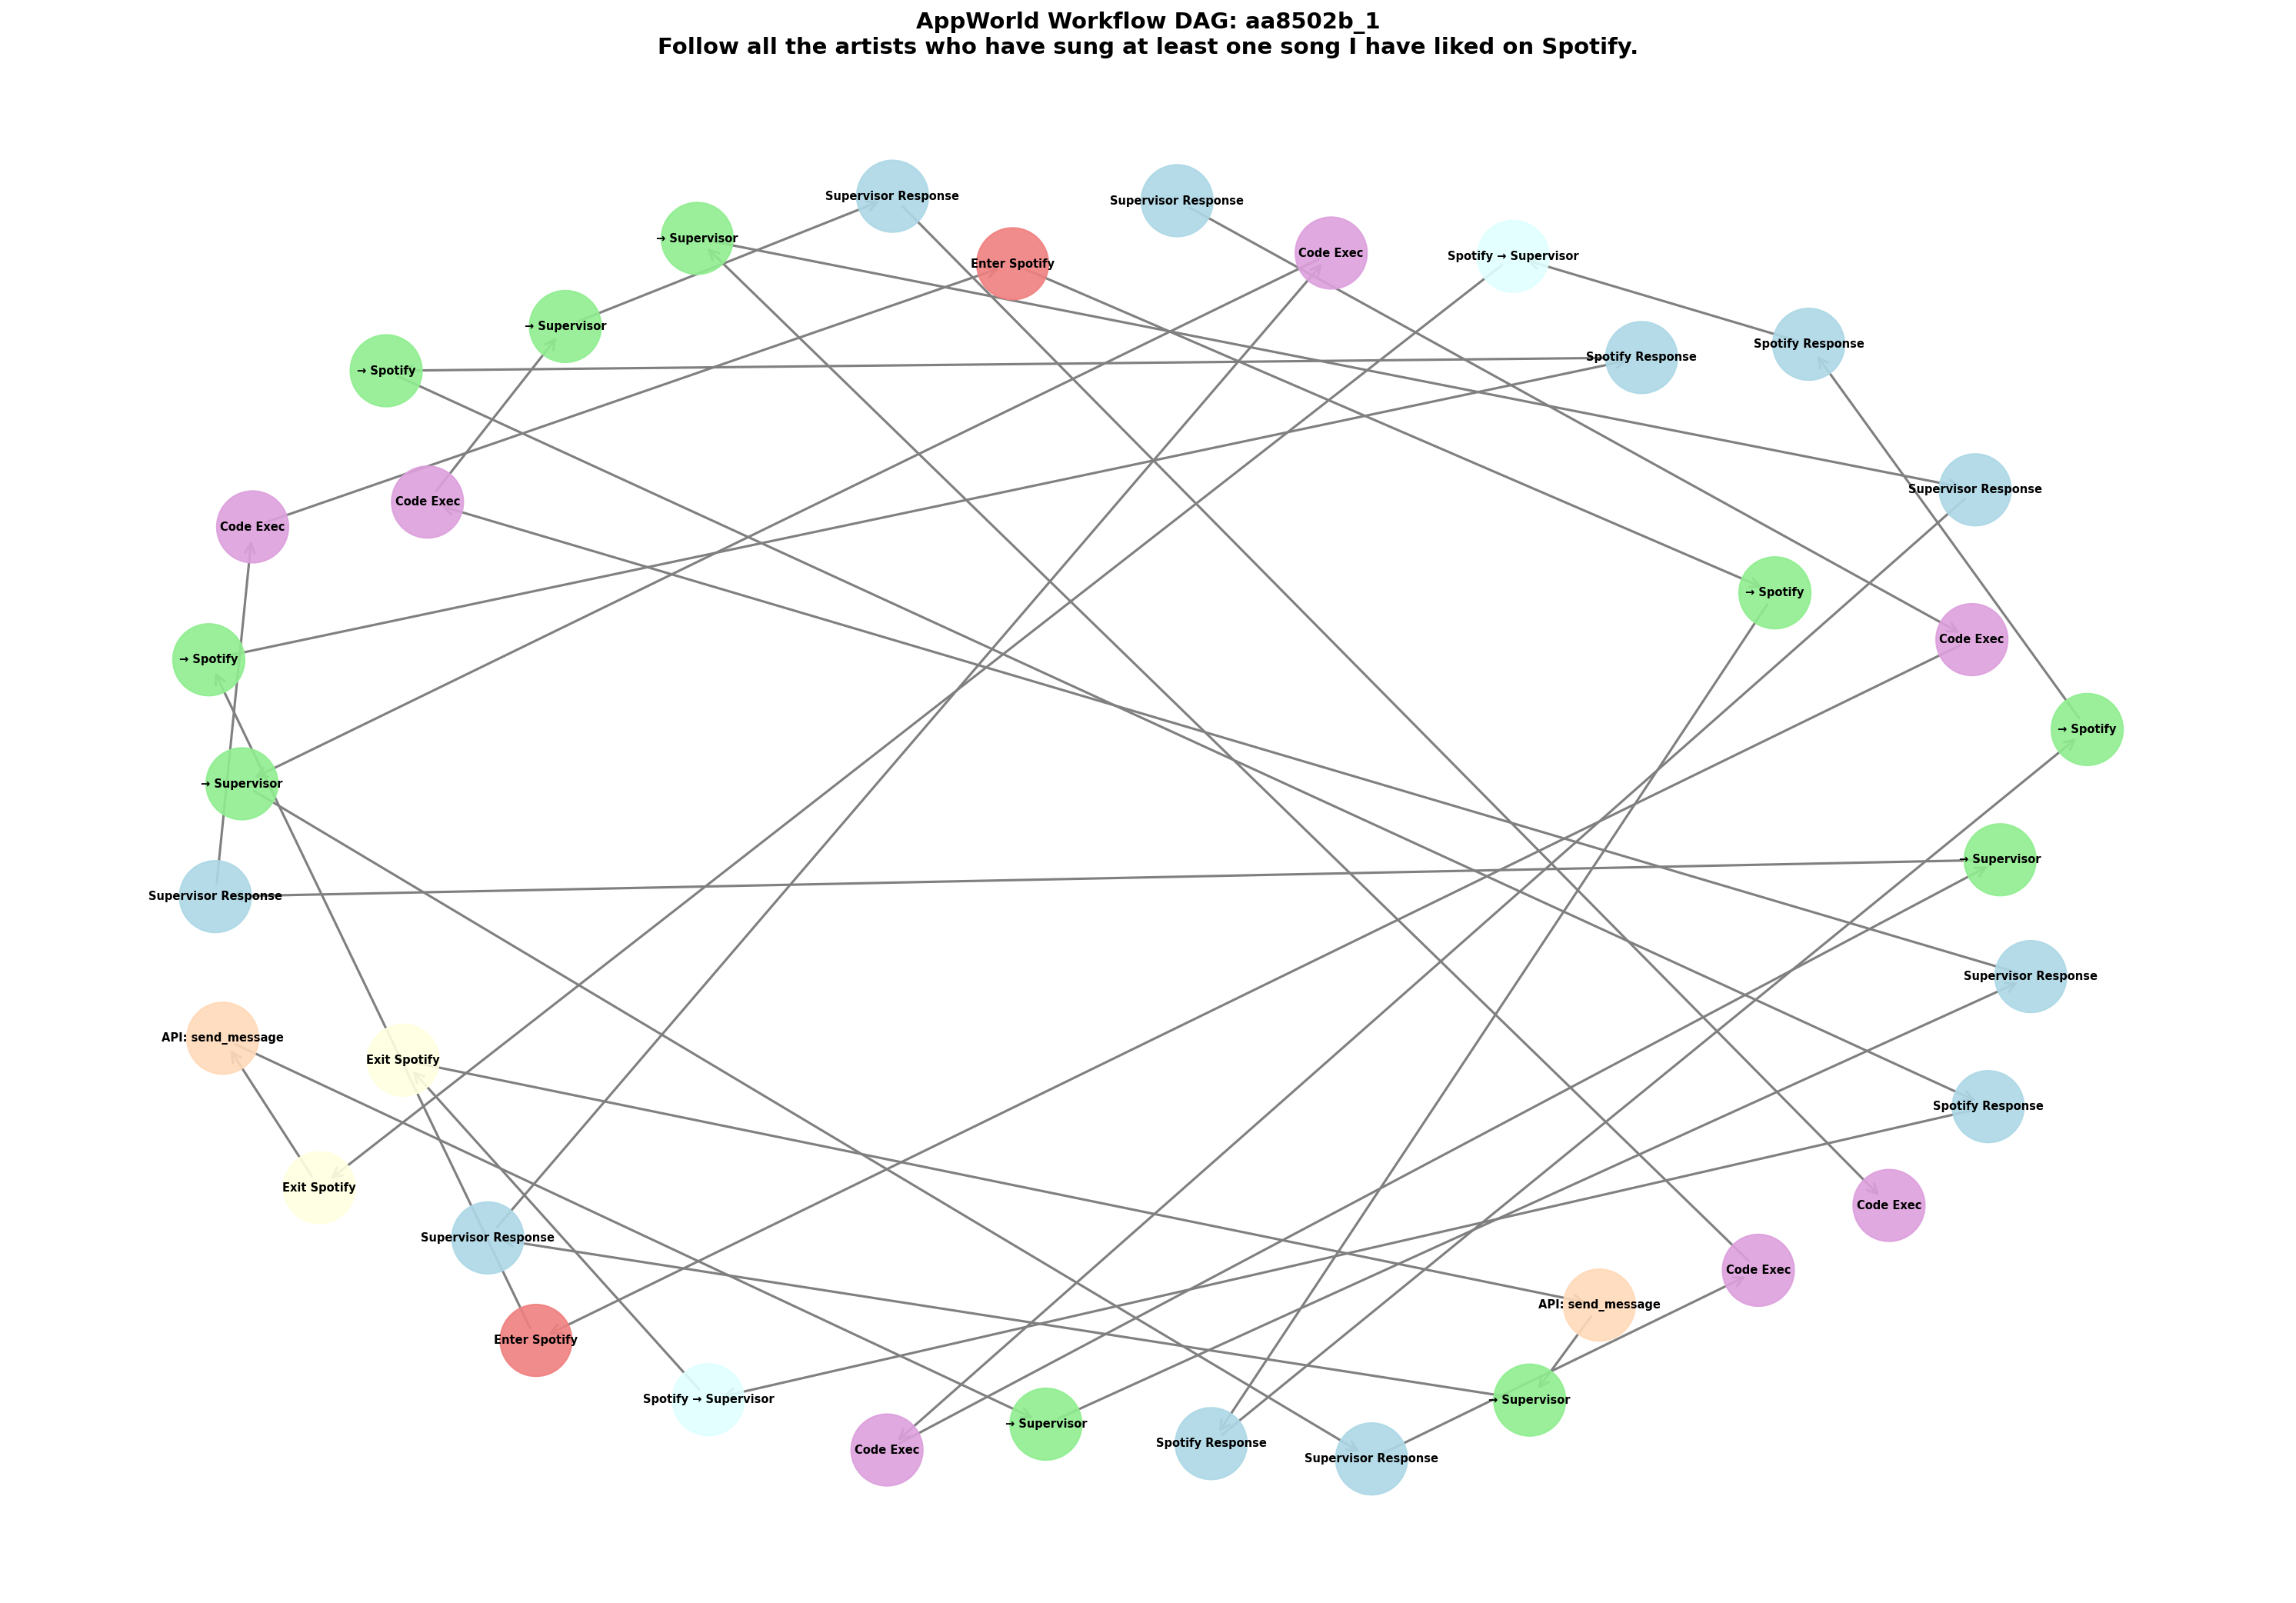 AppWorld Workflow DAG: aa8502b_1
Follow all the artists who have sung at least one song I have liked on Spotify.
Supervisor Response
Supervisor Response
→ Supervisor
Code Exec
Spotify → Supervisor
Enter Spotify
→ Supervisor
Spotify Response
Spotify Response
→ Spotify
Supervisor Response
Code Exec
Code Exec
→ Spotify
Code Exec
→ Spotify
→ Spotify
→ Supervisor
→ Supervisor
Supervisor Response
Supervisor Response
API: send_message
Exit Spotify
Spotify Response
Exit Spotify
Code Exec
Supervisor Response
Code Exec
API: send_message
Enter Spotify
Spotify → Supervisor
→ Supervisor
→ Supervisor
Spotify Response
Code Exec
Supervisor Response